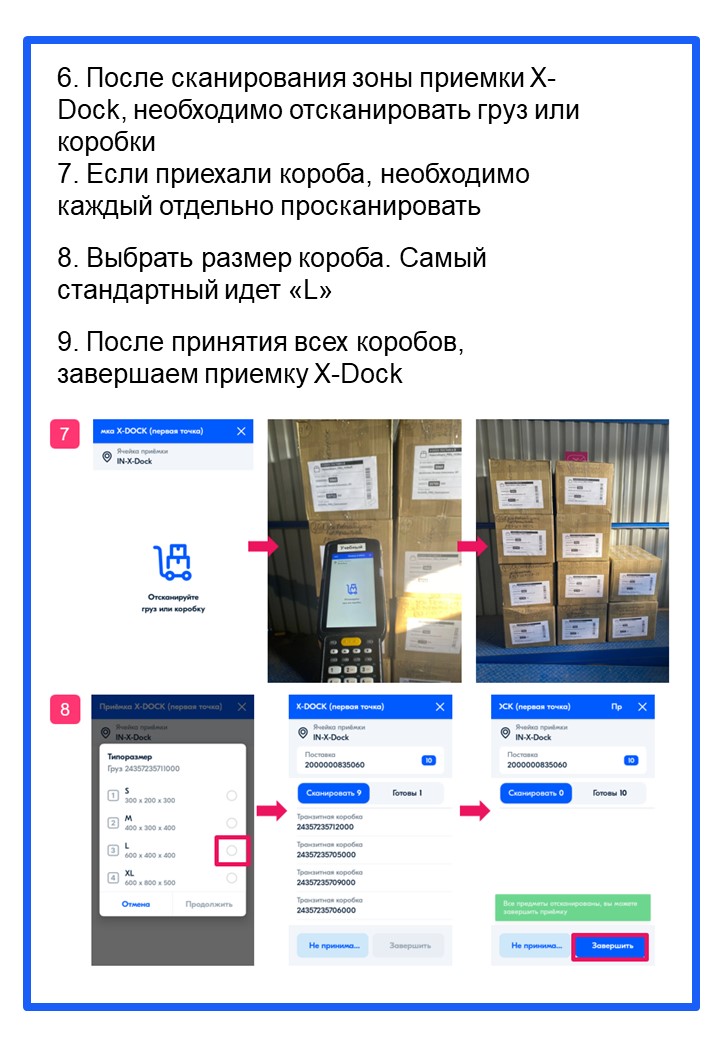 6. После сканирования зоны приемки X-
Dock, необходимо отсканировать груз или
коробки
7. Если приехали короба, необходимо
каждый отдельно просканировать
8. Выбрать размер короба. Самый
стандартный идет «L»
9. После принятия всех коробов,
завершаем приемку X-Dock
7
мка X-DOCK (первая точка)
Ячейка приёмки
IN-X-Dock
Отсканируйте
груз или коробку
Учебный
8
Приёмка X-DOCK (первая точка)
Ячейка приёмки
IN-X-Dock
Типоразмер
Груз 24357235711000
1 S
300 x 200 x 300
2 M
400 x 300 x 400
3 L
600 x 400 x 400
4 XL
600 x 800 x 500
Отмена Продолжить
X-DOCK (первая точка)
Ячейка приёмки
IN-X-Dock
Поставка
2000000835060 10
Сканировать 9 Готовы 1
Транзитная коробка
24357235712000
Транзитная коробка
24357235705000
Транзитная коробка
24357235709000
Транзитная коробка
24357235706000
Не принима... Завершить
ЭСК (первая точка) Пр
Ячейка приёмки
IN-X-Dock
Поставка
2000000835060 10
Сканировать 0 Готовы 10
Все предметы отсканированы, вы можете
завершить приёмку
Не принима... Завершить